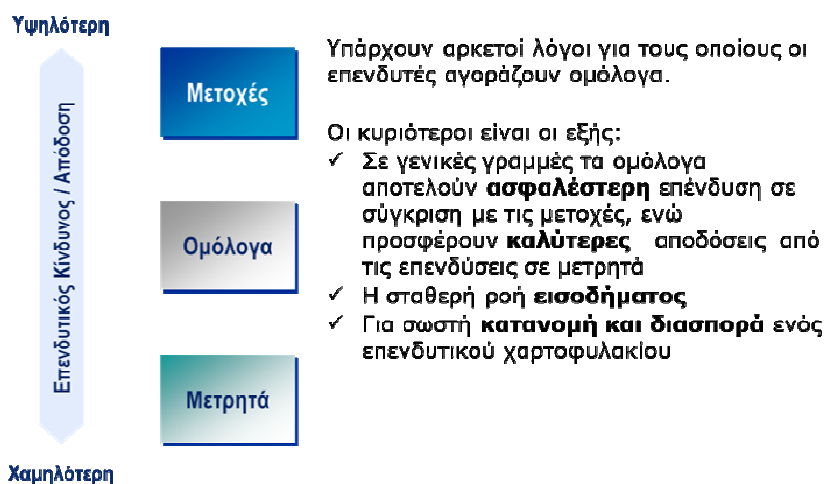 Υψηλότερη
Επενδυτικός Κίνδυνος / Απόδοση
Χαμηλότερη
Μετοχές
Ομόλογα
Μετρητά
Υπάρχουν αρκετοί λόγοι για τους οποίους οι
επενδυτές αγοράζουν ομόλογα.
Οι κυριότεροι είναι οι εξής:
✓ Σε γενικές γραμμές τα ομόλογα
αποτελούν ασφαλέστερη επένδυση σε
σύγκριση με τις μετοχές, ενώ
προσφέρουν καλύτερες αποδόσεις από
τις επενδύσεις σε μετρητά
✓ Η σταθερή ροή εισοδήματος
✓ Για σωστή κατανομή και διασπορά ενός
επενδυτικού χαρτοφυλακίου